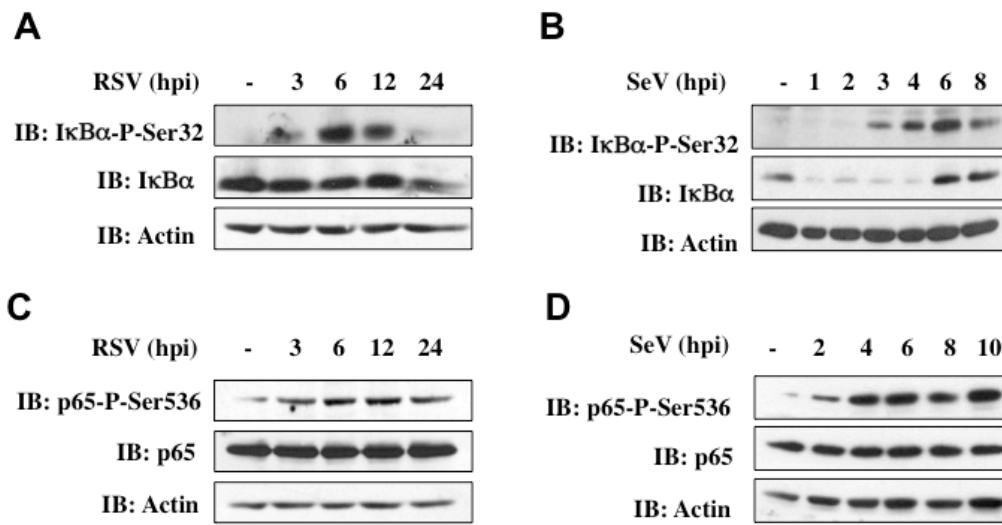 A
RSV (hpi) - 3 6 12 24
IB: IκBα-P-Ser32
IB: IκBα
IB: Actin
B
SeV (hpi) - 1 2 3 4 6 8
IB: IκBα-P-Ser32
IB: IκBα
IB: Actin
C
RSV (hpi) - 3 6 12 24
IB: p65-P-Ser536
IB: p65
IB: Actin
D
SeV (hpi) - 2 4 6 8 10
IB: p65-P-Ser536
IB: p65
IB: Actin